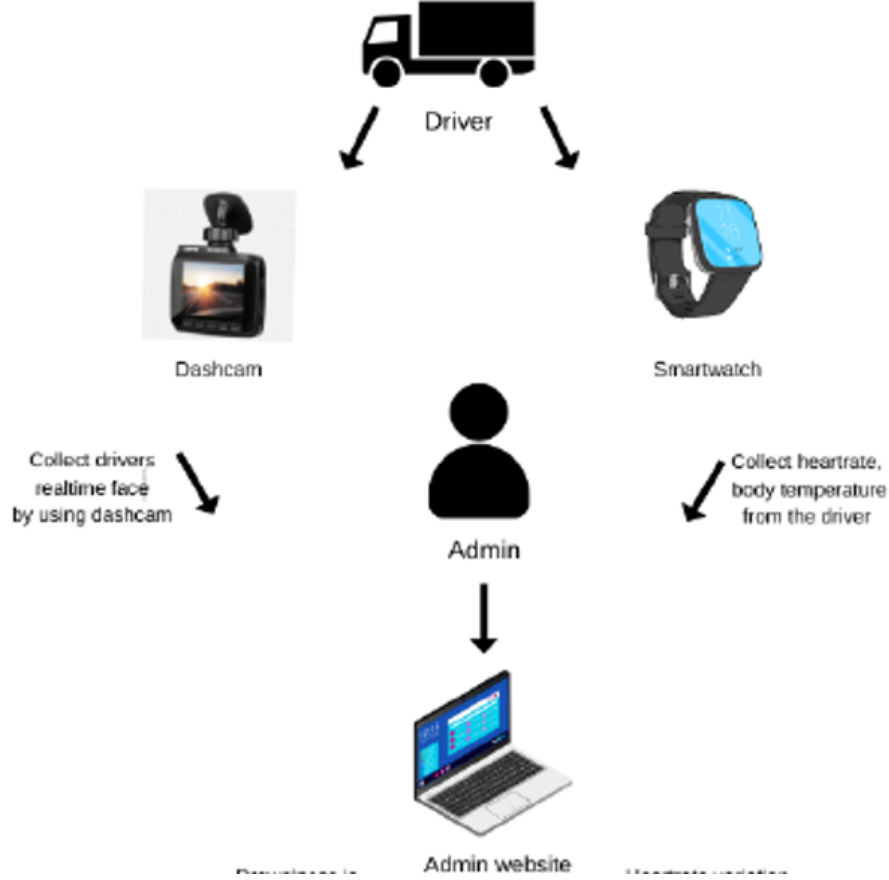 Driver
Dashcam
Smartwatch
Collect drivers
realtime face
by using dashcam
Collect heartrate,
body temperature
from the driver
Admin
Admin website